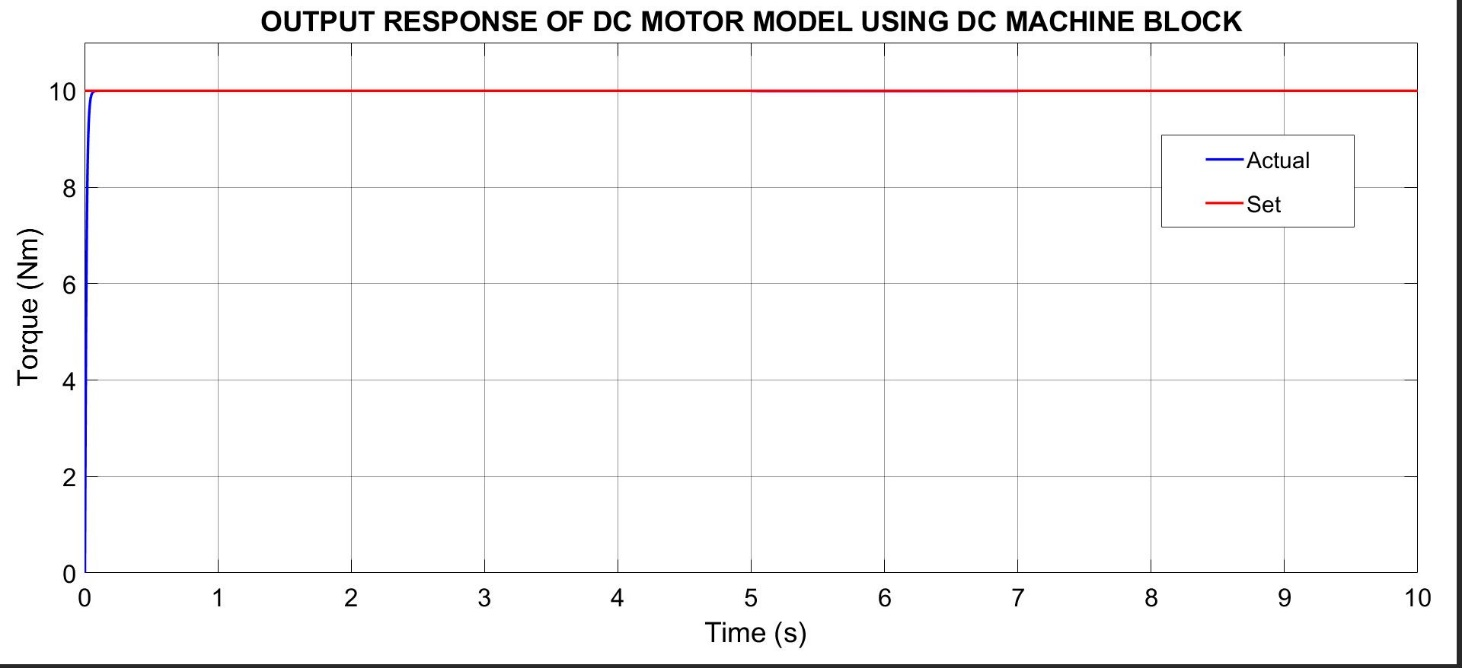 OUTPUT RESPONSE OF DC MOTOR MODEL USING DC MACHINE BLOCK
10
8
6
4
2
0
Torque (Nm)
Actual
Set
0 1 2 3 4 5 6 7 8 9 10
Time (s)